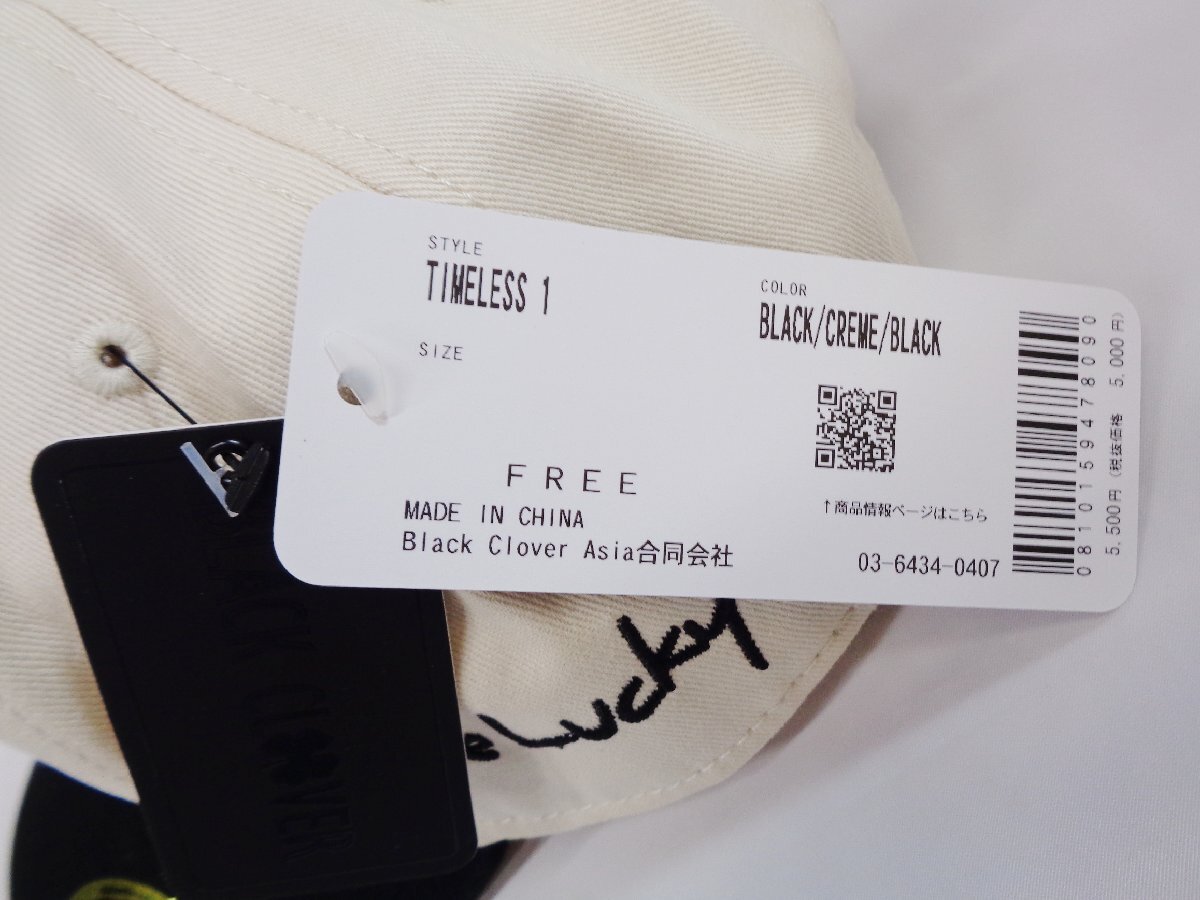 STYLE
TIMELESS 1
COLOR
BLACK/CREME/BLACK
SIZE
FREE
MADE IN CHINA
Black Clover Asia合同会社
↑商品情報ページはこちら
03-6434-0407
0810159478090
5,500円 (税抜価格 5,000円)
BLACK CLOVER
Lucky